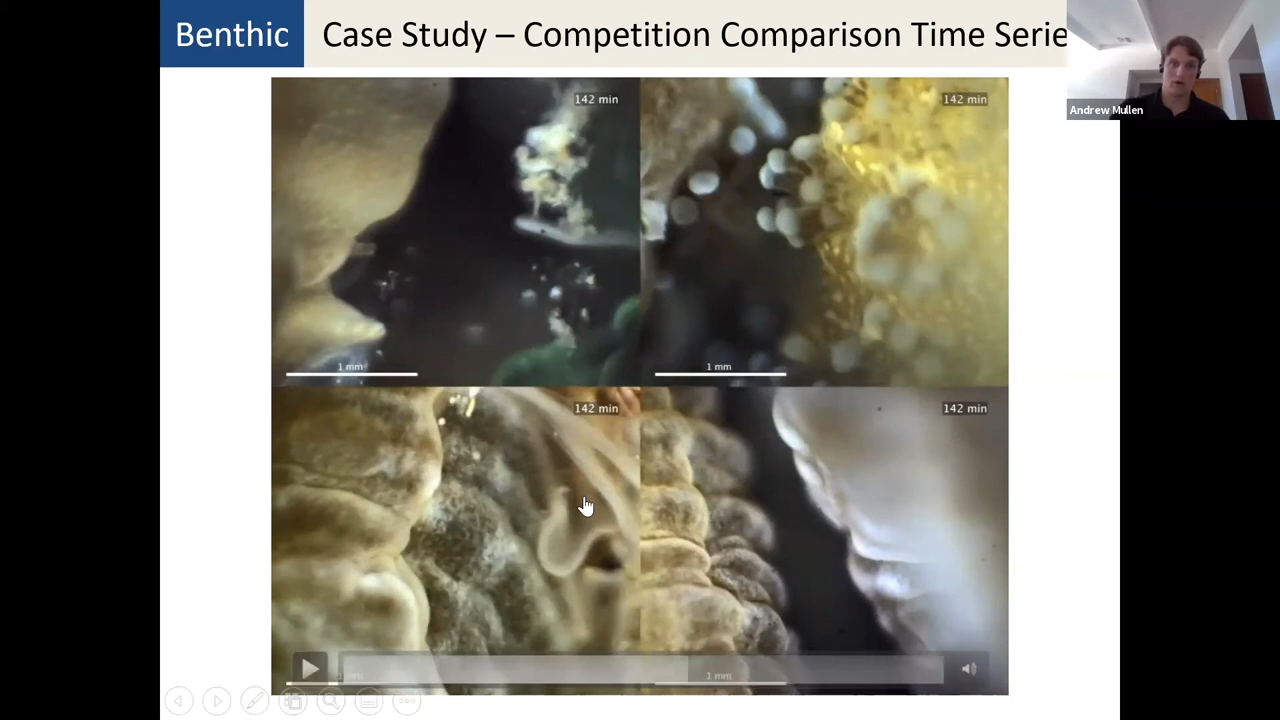 Benthic
Case Study – Competition Comparison Time Serie
Andrew Mullen
142 min
142 min
1 mm
1 mm
142 min
142 min
1 mm